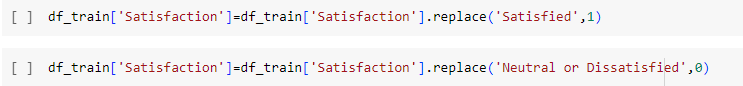 [ ] df_train['Satisfaction']=df_train['Satisfaction'].replace('Satisfied',1)
[ ] df_train['Satisfaction']=df_train['Satisfaction'].replace('Neutral or Dissatisfied',0)